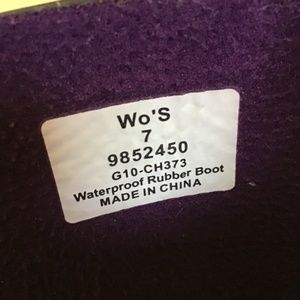 Wo'S
7
9852450
G10-CH373
Waterproof Rubber Boot
MADE IN CHINA